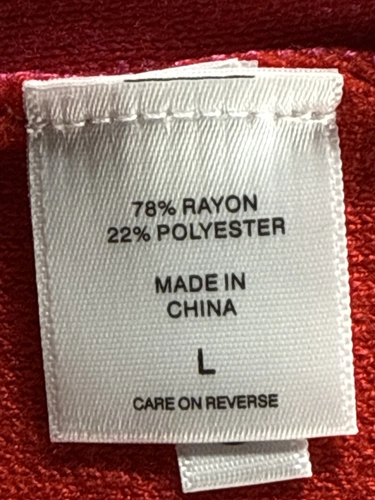 78% RAYON
22% POLYESTER
MADE IN
CHINA
L
CARE ON REVERSE